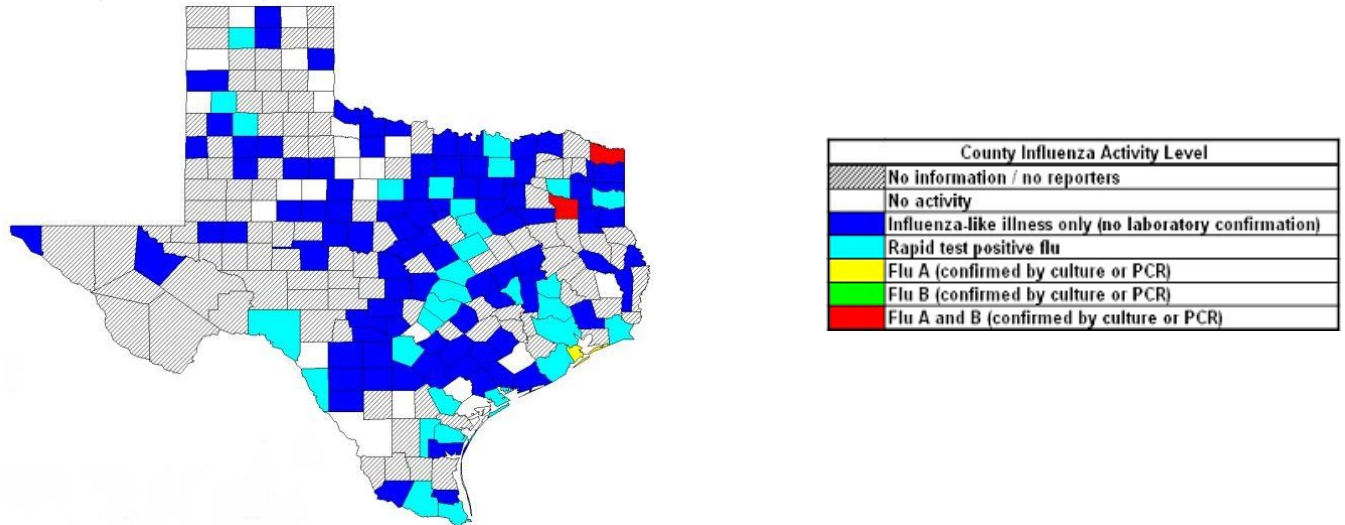 County Influenza Activity Level
No information / no reporters
No activity
Influenza-like illness only (no laboratory confirmation)
Rapid test positive flu
Flu A (confirmed by culture or PCR)
Flu B (confirmed by culture or PCR)
Flu A and B (confirmed by culture or PCR)